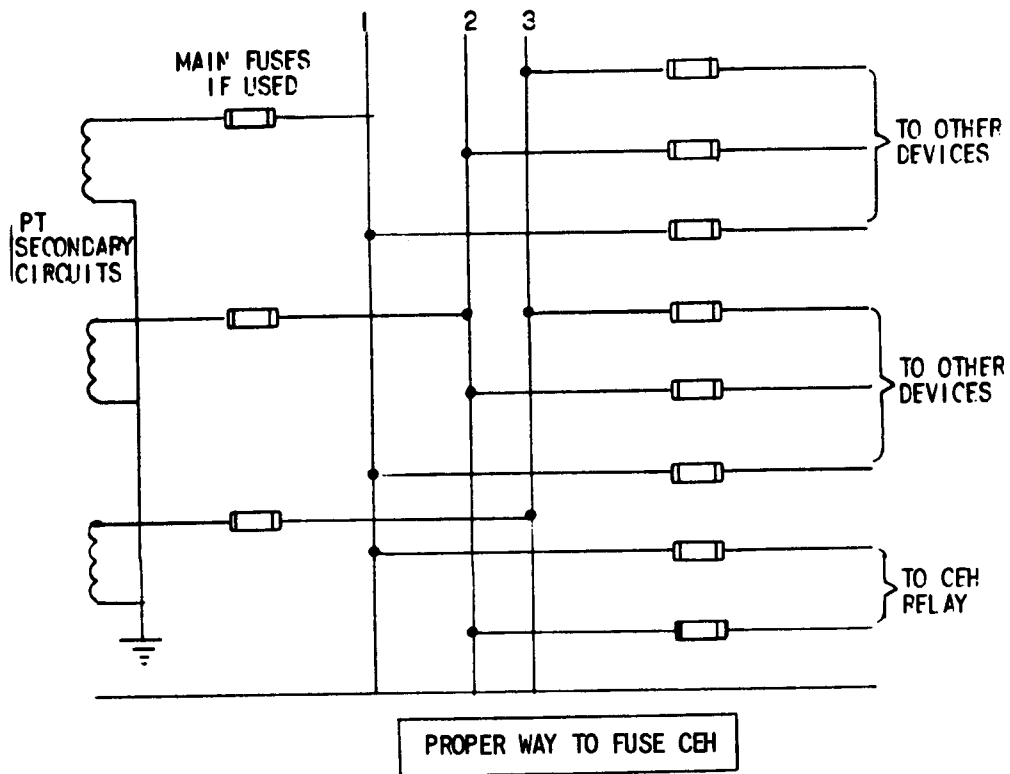 1
2
3
MAIN FUSES
IF USED
TO OTHER
DEVICES
PT
SECONDARY
CIRCUITS
TO OTHER
DEVICES
TO CEH
RELAY
PROPER WAY TO FUSE CEH